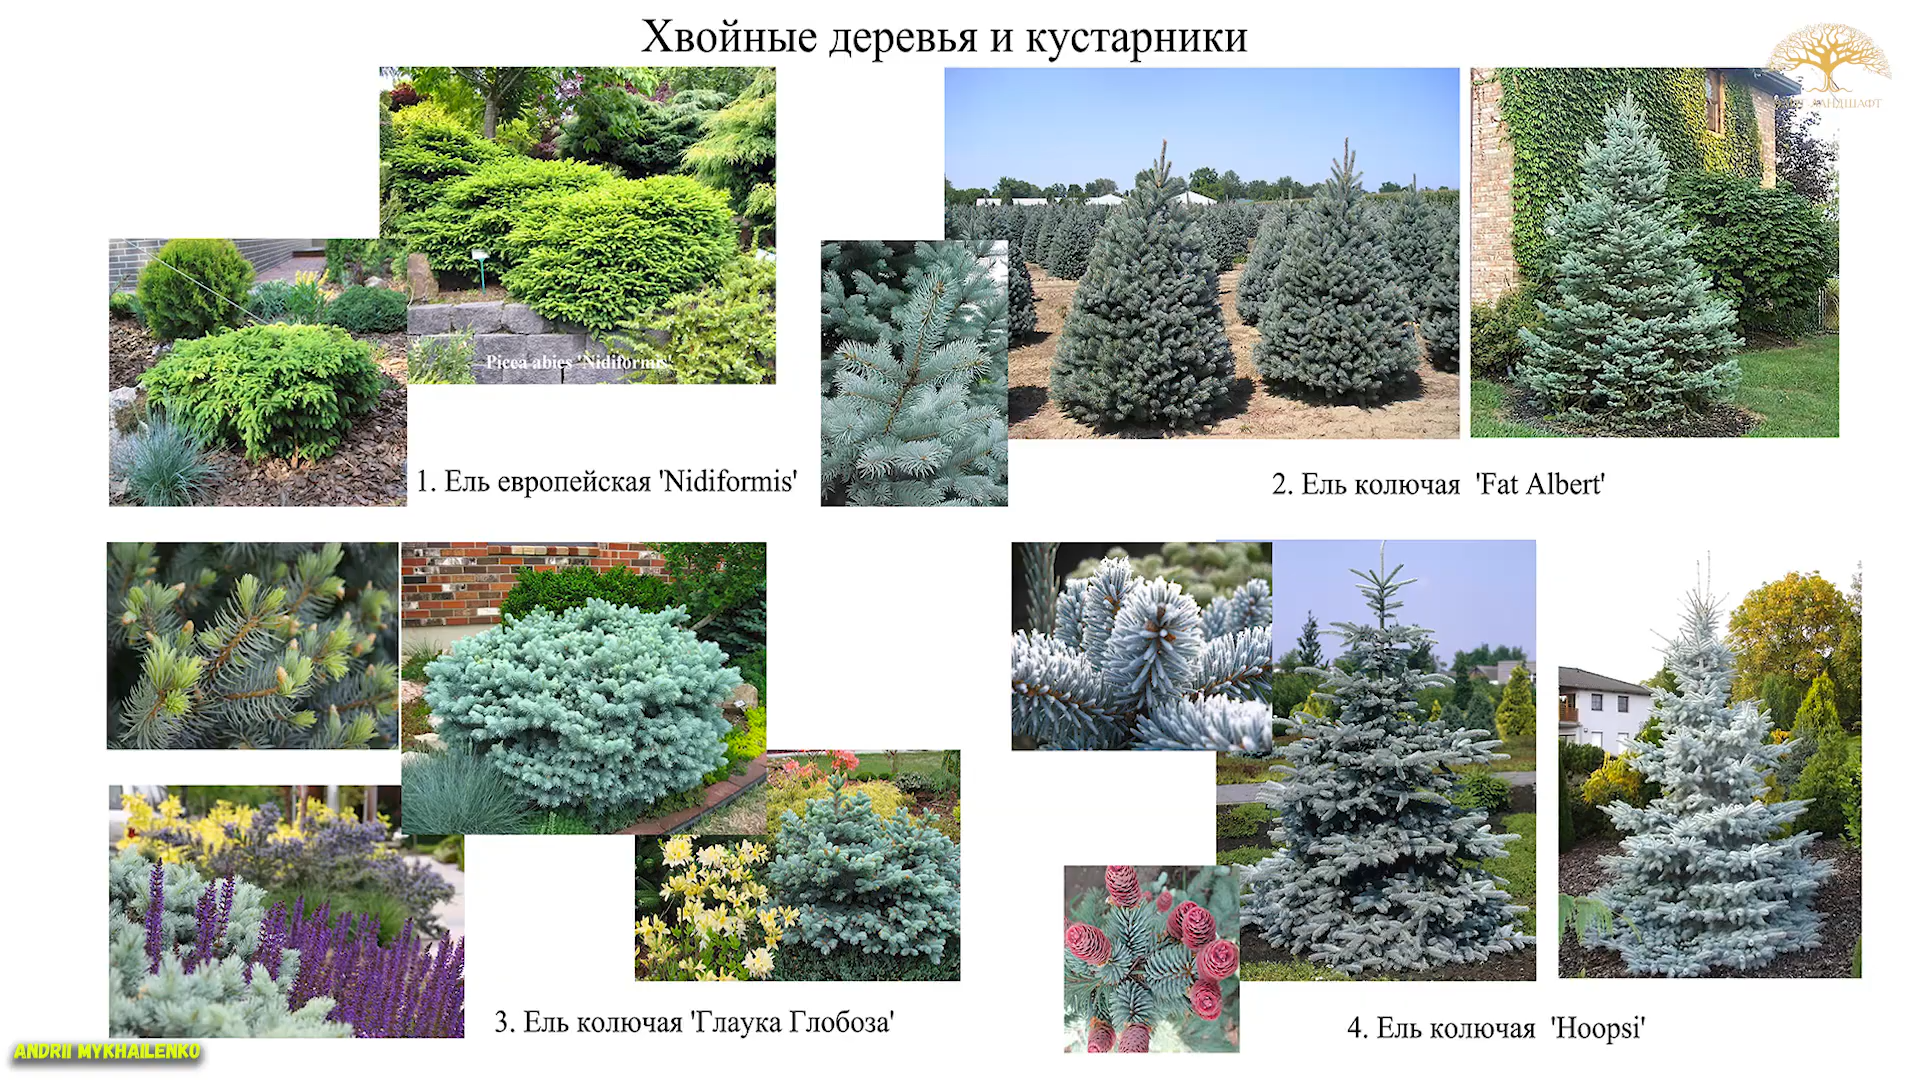 Хвойные деревья и кустарники
ЛАНДШАФТ
Picea abies 'Nidiformis'
1. Ель европейская 'Nidiformis'
2. Ель колючая 'Fat Albert'
3. Ель колючая 'Глаука Глобоза'
4. Ель колючая 'Hoopsi'
ANDRII MYKHAILENKO